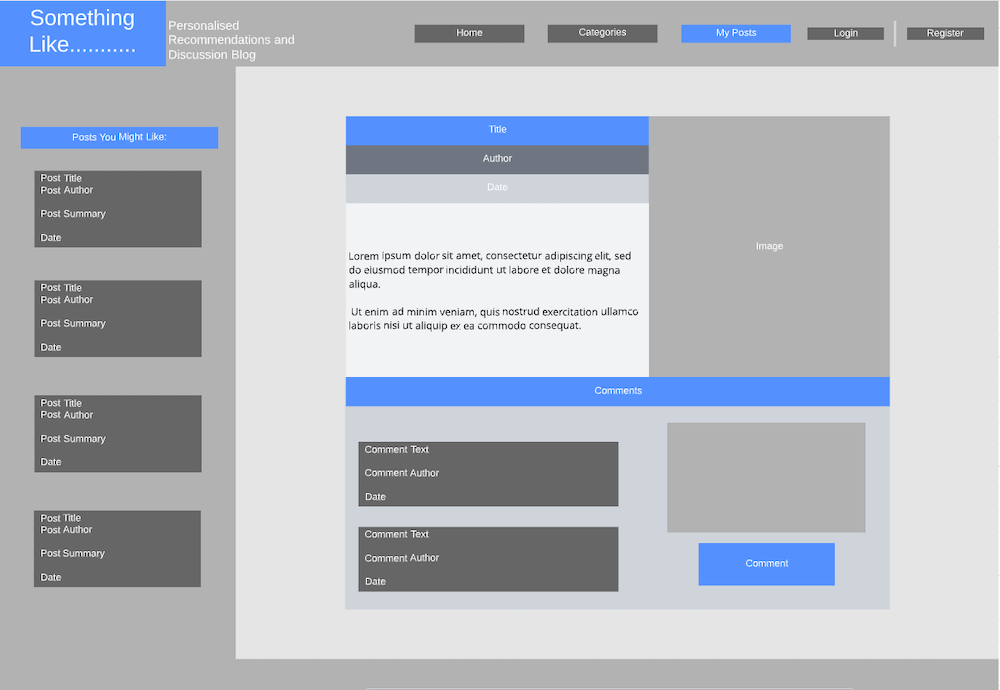 Something
Like...........
Personalised
Recommendations and
Discussion Blog
Home
Categories
My Posts
Login
Register
Posts You Might Like:
Post Title
Post Author
Post Summary
Date
Post Title
Post Author
Post Summary
Date
Post Title
Post Author
Post Summary
Date
Post Title
Post Author
Post Summary
Date
Title
Author
Date
Lorem ipsum dolor sit amet, consectetur adipiscing elit, sed
do eiusmod tempor incididunt ut labore et dolore magna
aliqua.
Ut enim ad minim veniam, quis nostrud exercitation ullamco
laboris nisi ut aliquip ex ea commodo consequat.
Image
Comments
Comment Text
Comment Author
Date
Comment Text
Comment Author
Date
Comment